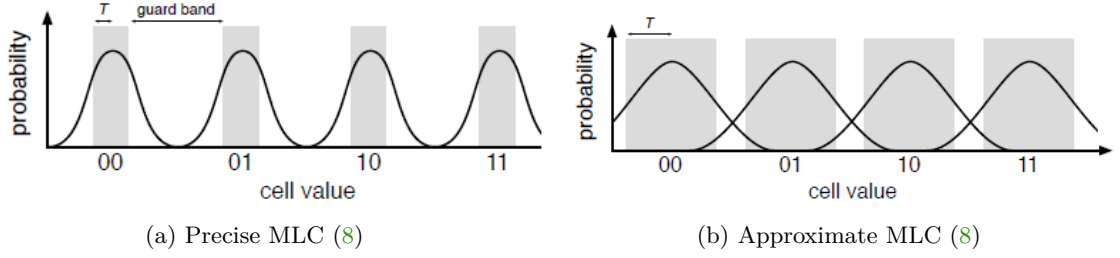 T guard band
probability
00 01 10 11
cell value
(a) Precise MLC (8)
T
probability
00 01 10 11
cell value
(b) Approximate MLC (8)